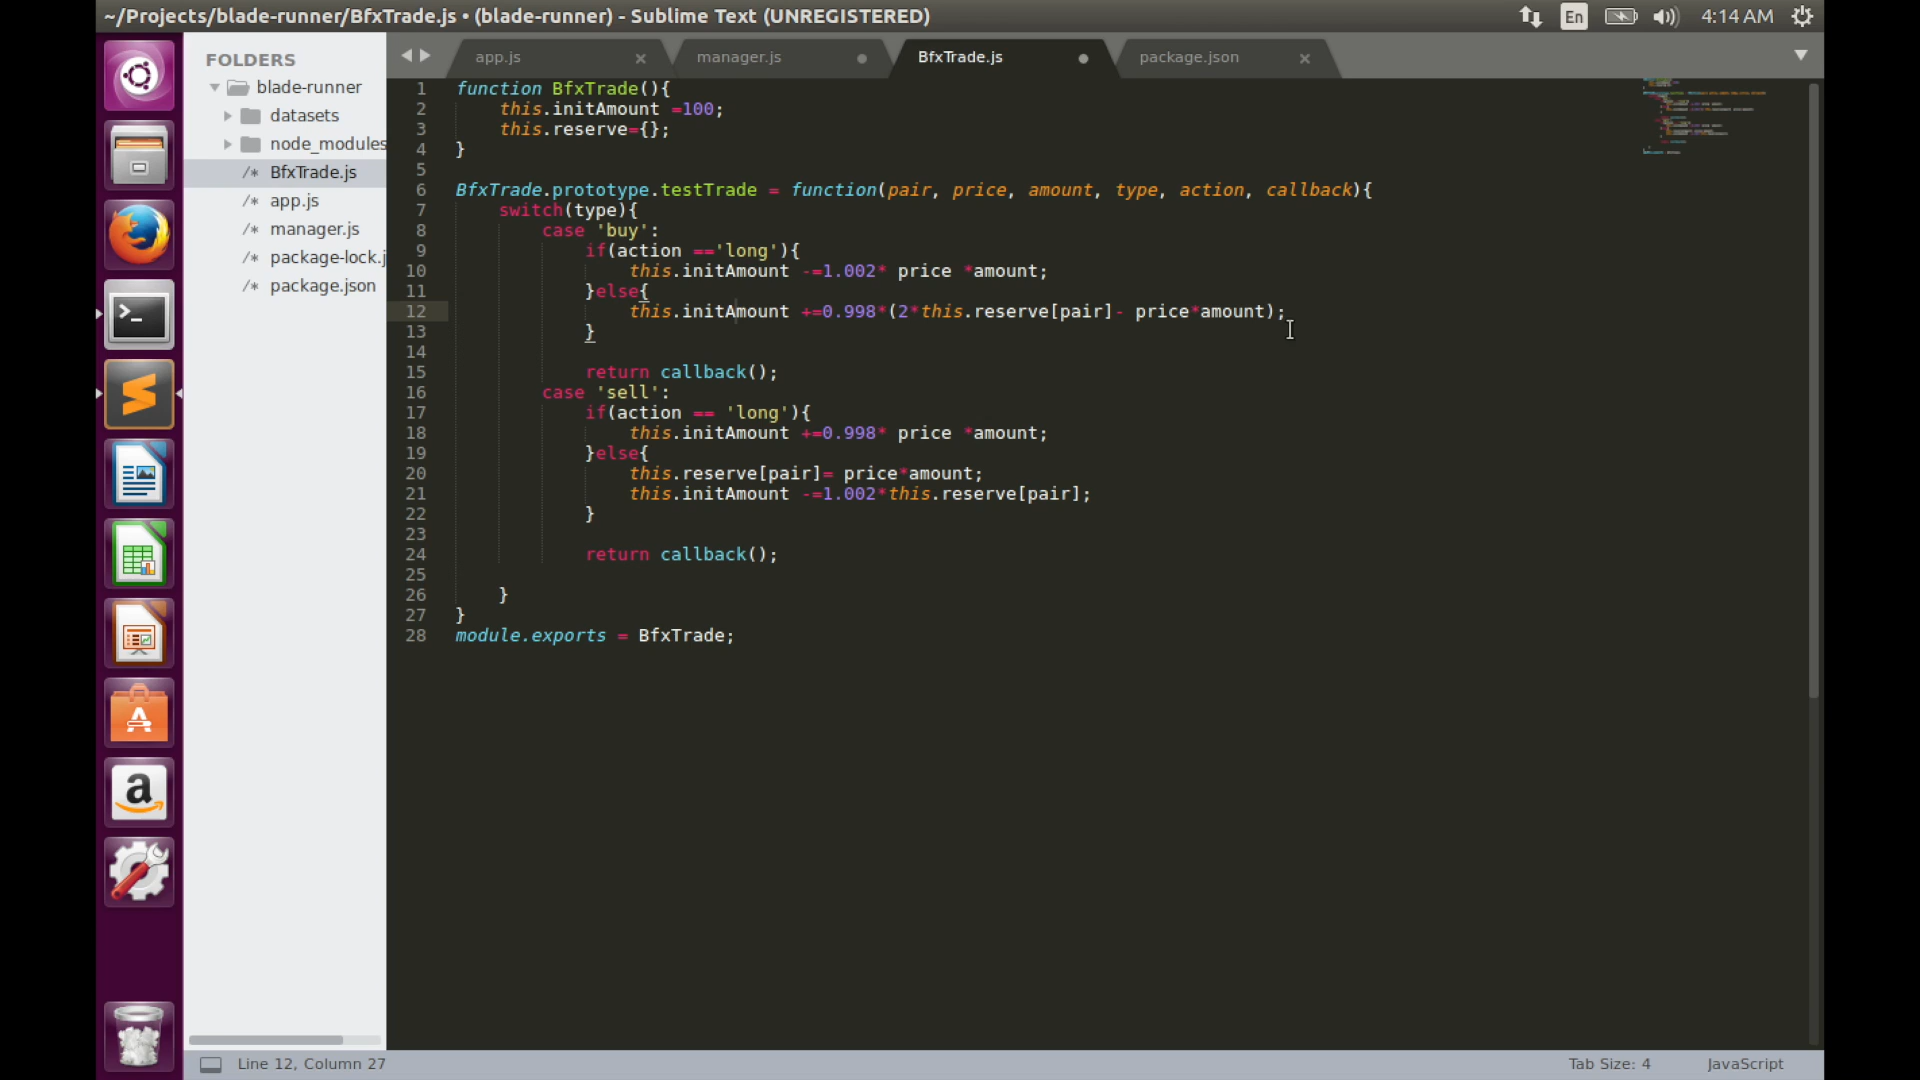 ~/Projects/blade-runner/BfxTrade.js • (blade-runner) - Sublime Text (UNREGISTERED)
En
4:14 AM
FOLDERS
blade-runner
datasets
node_modules
/* BfxTrade.js
/* app.js
/* manager.js
/* package-lock.j
/* package.json
app.js
manager.js
BfxTrade.js
package.json
1 function BfxTrade(){
2 this.initAmount =100;
3 this.reserve={};
4 }
5
6 BfxTrade.prototype.testTrade = function(pair, price, amount, type, action, callback){
7 switch(type){
8 case 'buy':
9 if(action =='long'){
10 this.initAmount -=1.002* price *amount;
11 }else{
12 this.initAmount +=0.998*(2*this.reserve[pair]- price*amount);
13 }
14
15 return callback();
16 case 'sell':
17 if(action == 'long'){
18 this.initAmount +=0.998* price *amount;
19 }else{
20 this.reserve[pair]= price*amount;
21 this.initAmount -=1.002*this.reserve[pair];
22 }
23
24 return callback();
25
26 }
27 }
28 module.exports = BfxTrade;
Line 12, Column 27
Tab Size: 4
JavaScript